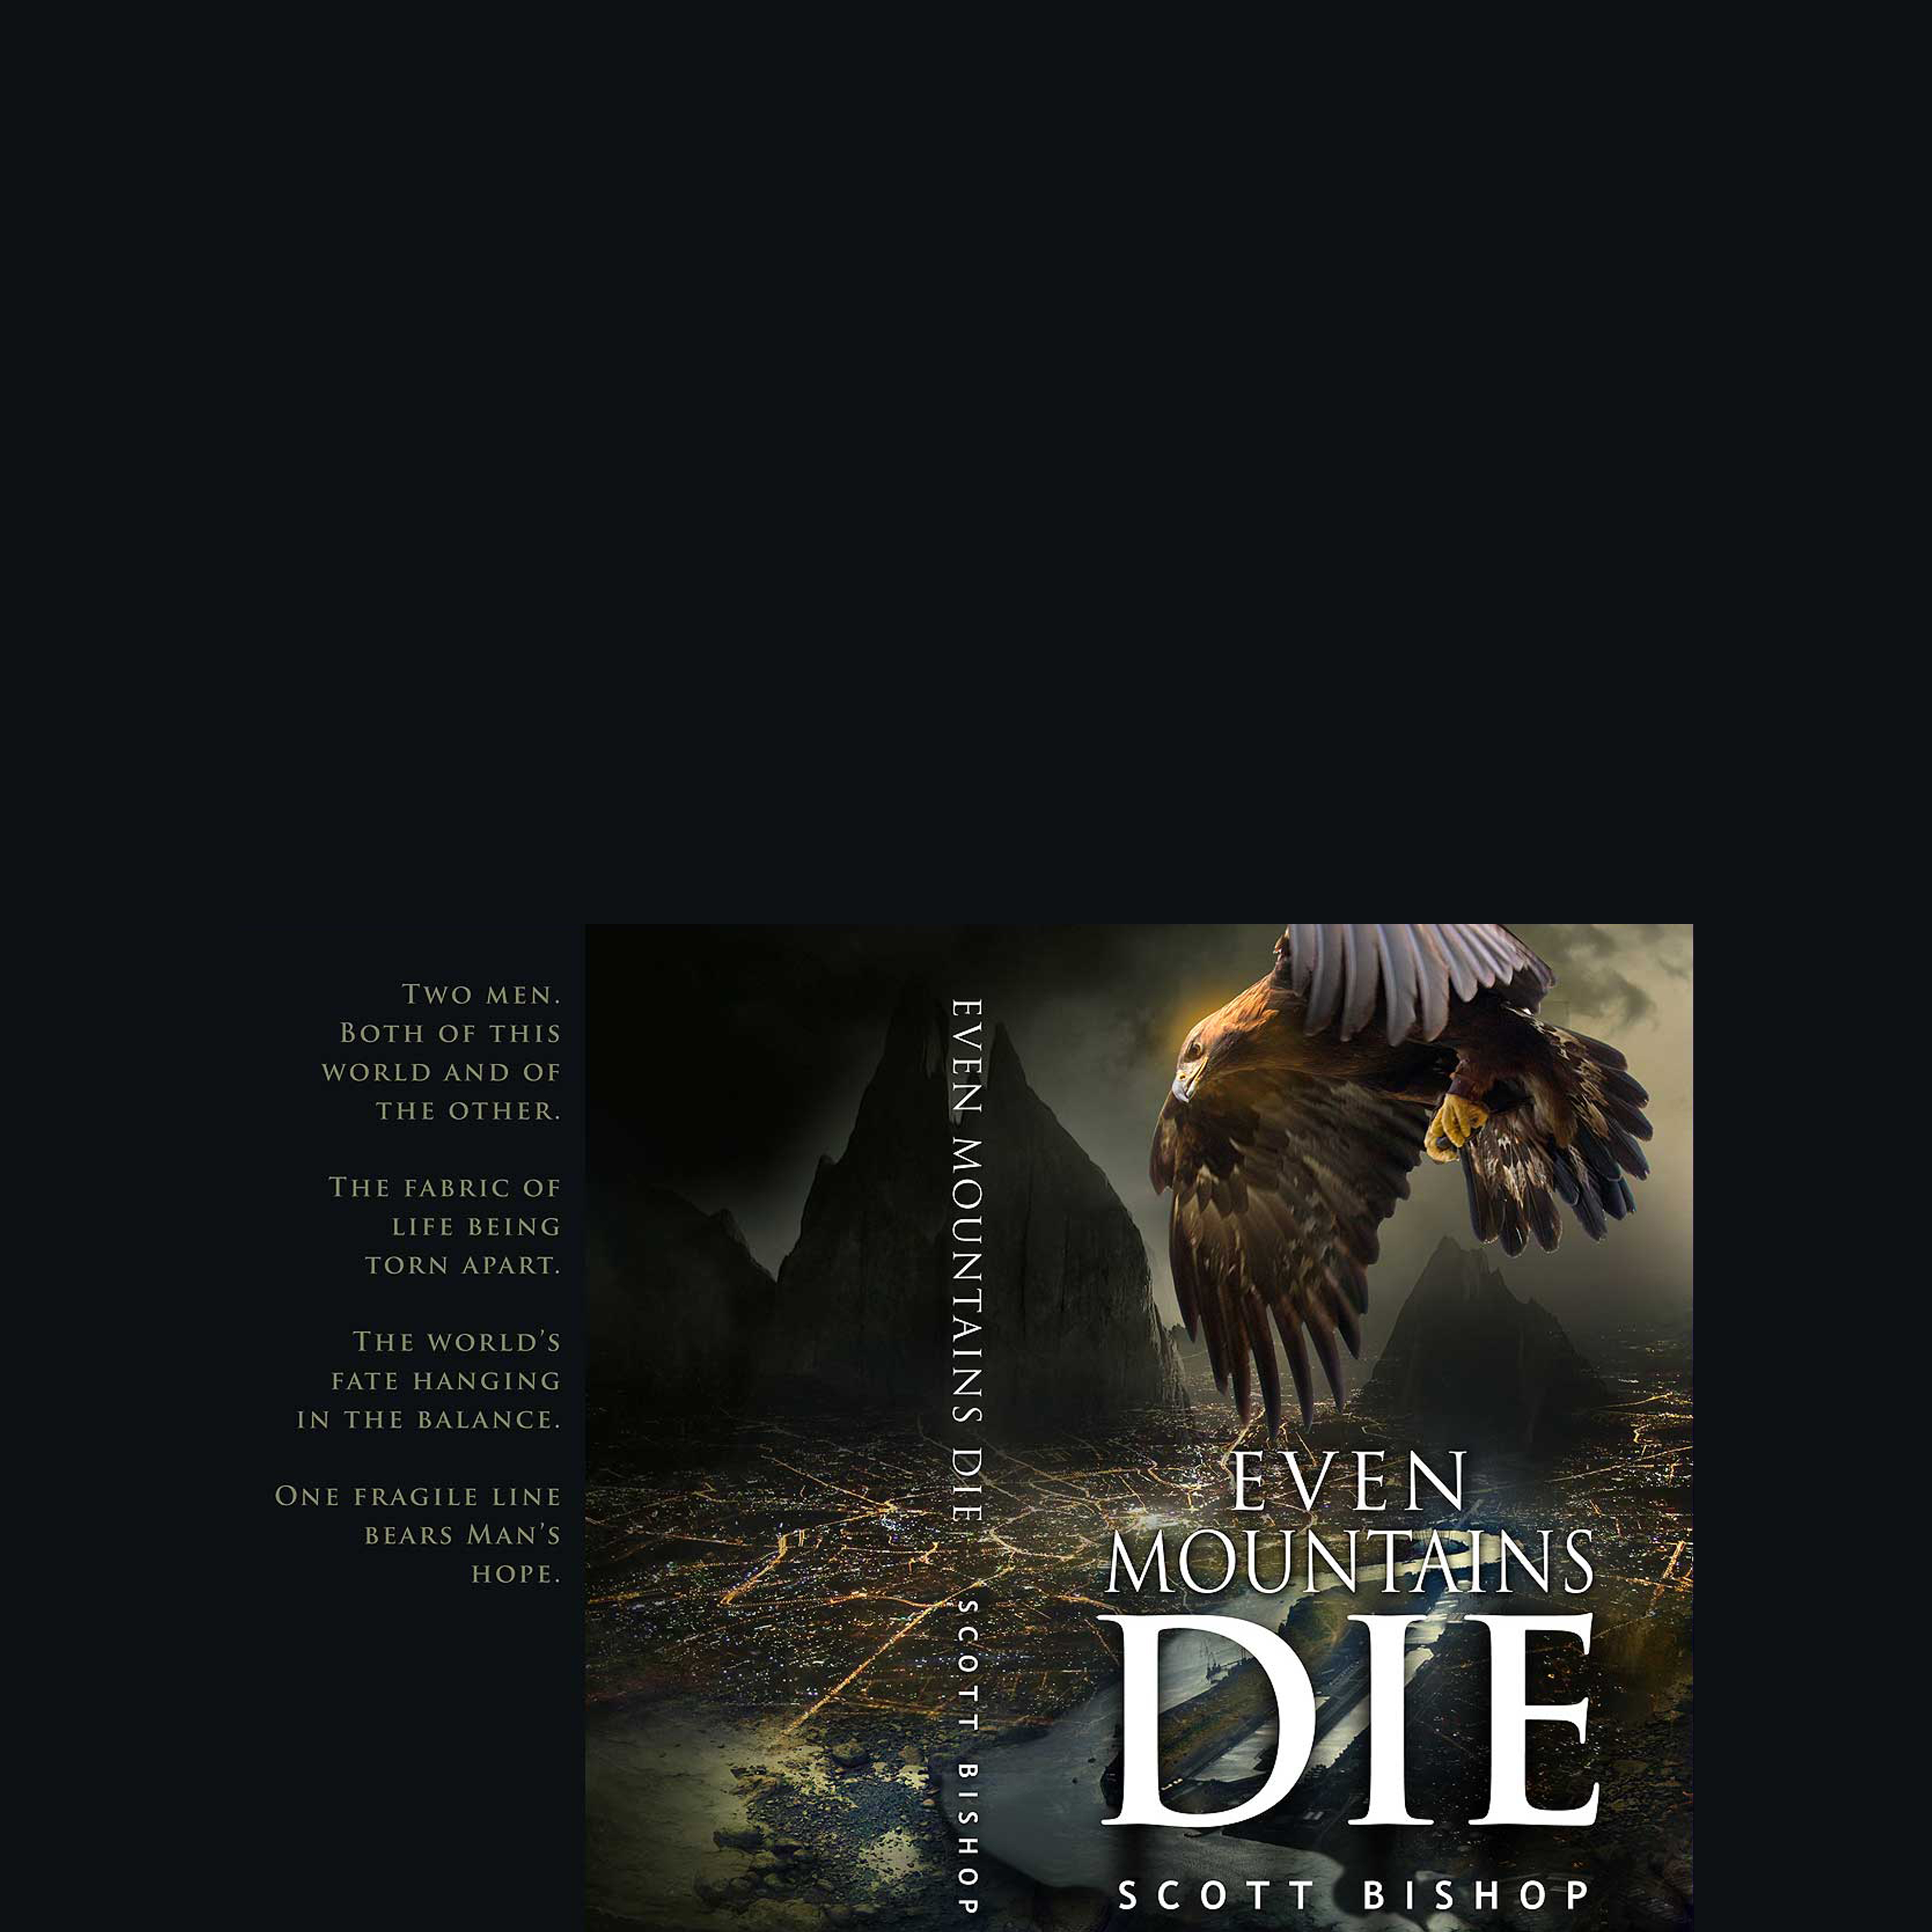 Two men.
Both of this
world and of
the other.
The fabric of
life being
torn apart.
The world's
fate hanging
in the balance.
One fragile line
bears Man's
hope.
EVEN MOUNTAINS DIE SCOTT BISHOP
EVEN
MOUNTAINS
DIE
SCOTT BISHOP